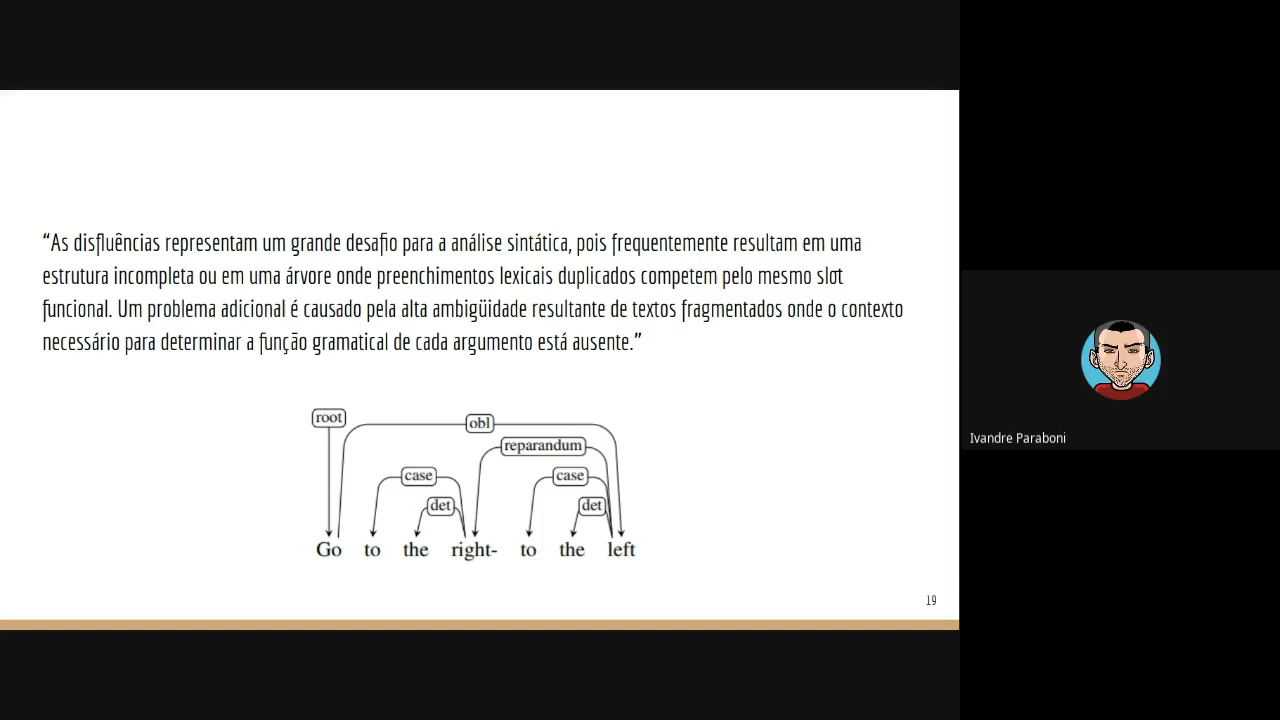 “As disfluências representam um grande desafio para a análise sintática, pois frequentemente resultam em uma
estrutura incompleta ou em uma árvore onde preenchimentos lexicais duplicados competem pelo mesmo slot
funcional. Um problema adicional é causado pela alta ambigüidade resultante de textos fragmentados onde o contexto
necessário para determinar a função gramatical de cada argumento está ausente.”
root
obl
reparandum
case
case
det
det
Go to the right- to the left
19
Ivandre Paraboni